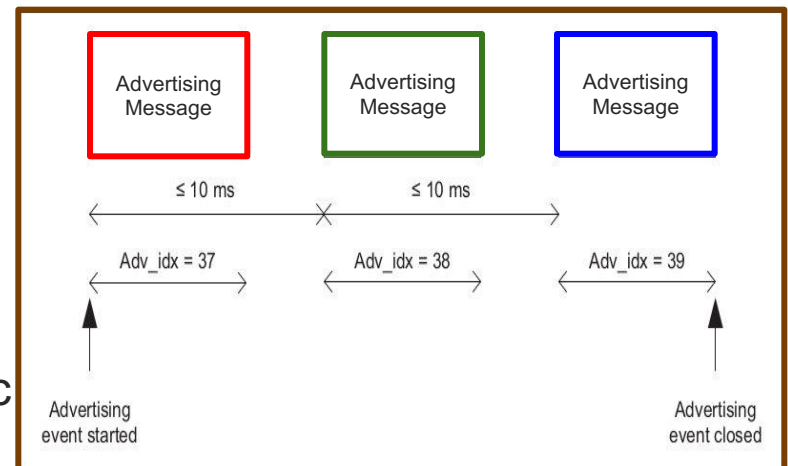 Advertising
Message
Advertising
Message
Advertising
Message
≤ 10 ms
≤ 10 ms
Adv_idx = 37
Adv_idx = 38
Adv_idx = 39
c
Advertising
event started
Advertising
event closed